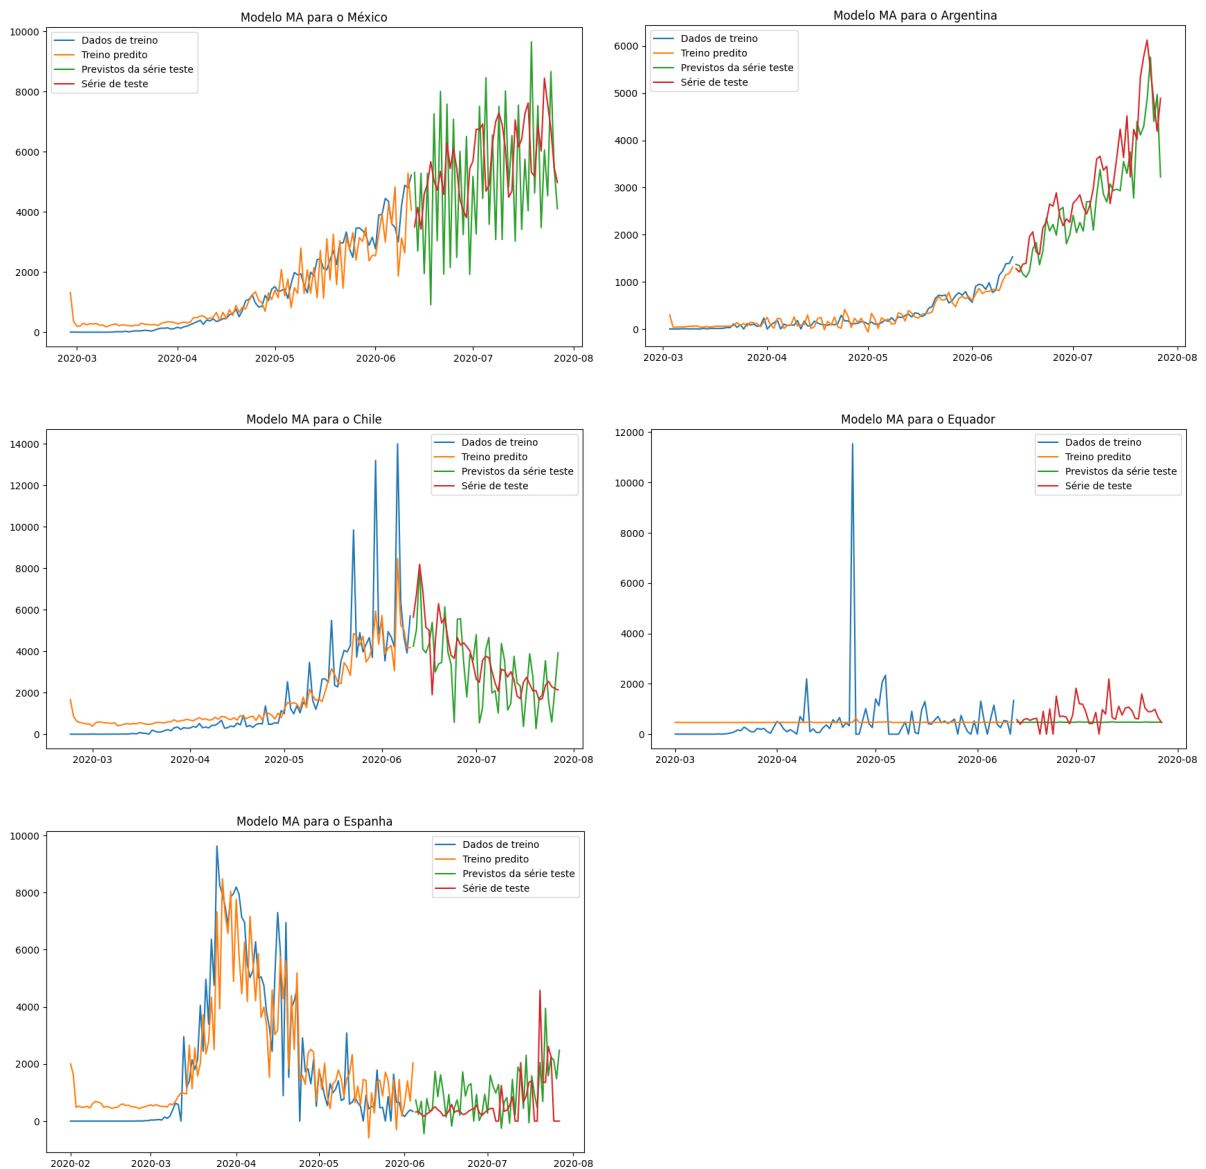 Modelo MA para o México
10000
8000
6000
4000
2000
0
Dados de treino
Treino predito
Previstos da série teste
Série de teste
2020-03 2020-04 2020-05 2020-06 2020-07 2020-08
Modelo MA para o Argentina
6000
5000
4000
3000
2000
1000
0
Dados de treino
Treino predito
Previstos da série teste
Série de teste
2020-03 2020-04 2020-05 2020-06 2020-07 2020-08
Modelo MA para o Chile
14000
12000
10000
8000
6000
4000
2000
0
Dados de treino
Treino predito
Previstos da série teste
Série de teste
2020-03 2020-04 2020-05 2020-06 2020-07 2020-08
Modelo MA para o Equador
12000
10000
8000
6000
4000
2000
0
Dados de treino
Treino predito
Previstos da série teste
Série de teste
2020-03 2020-04 2020-05 2020-06 2020-07 2020-08
Modelo MA para o Espanha
10000
8000
6000
4000
2000
0
Dados de treino
Treino predito
Previstos da série teste
Série de teste
2020-02 2020-03 2020-04 2020-05 2020-06 2020-07 2020-08